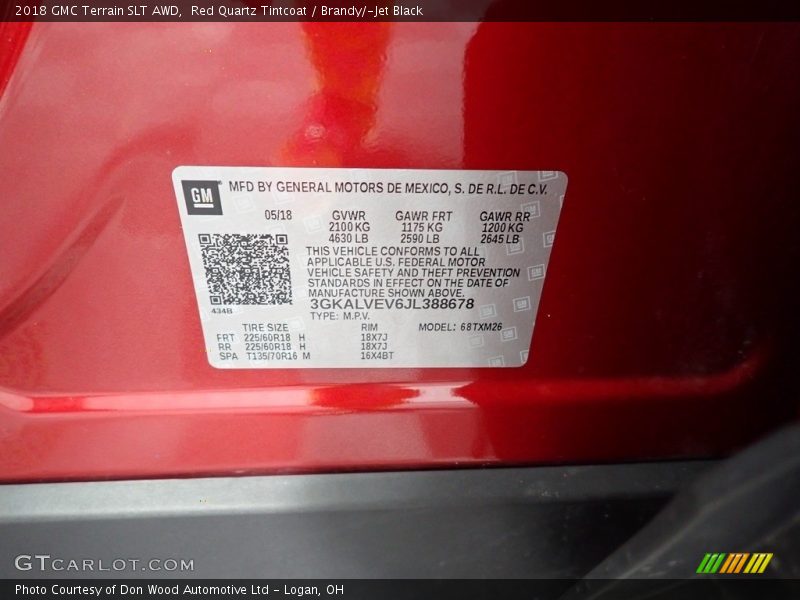 2018 GMC Terrain SLT AWD, Red Quartz Tintcoat / Brandy/­Jet Black
GM MFD BY GENERAL MOTORS DE MEXICO, S. DE R.L. DE C.V.
05/18 GVWR GAWR FRT GAWR RR
2100 KG 1175 KG 1200 KG
4630 LB 2590 LB 2645 LB
THIS VEHICLE CONFORMS TO ALL
APPLICABLE U.S. FEDERAL MOTOR
VEHICLE SAFETY AND THEFT PREVENTION
STANDARDS IN EFFECT ON THE DATE OF
MANUFACTURE SHOWN ABOVE.
3GKALVEV6JL388678
434B
TYPE: M.P.V.
TIRE SIZE RIM MODEL: 68TXM26
FRT 225/60R18 H 18X7J
RR 225/60R18 H 18X7J
SPA T135/70R16 M 16X4BT
GTCARLOT.COM
Photo Courtesy of Don Wood Automotive Ltd - Logan, OH